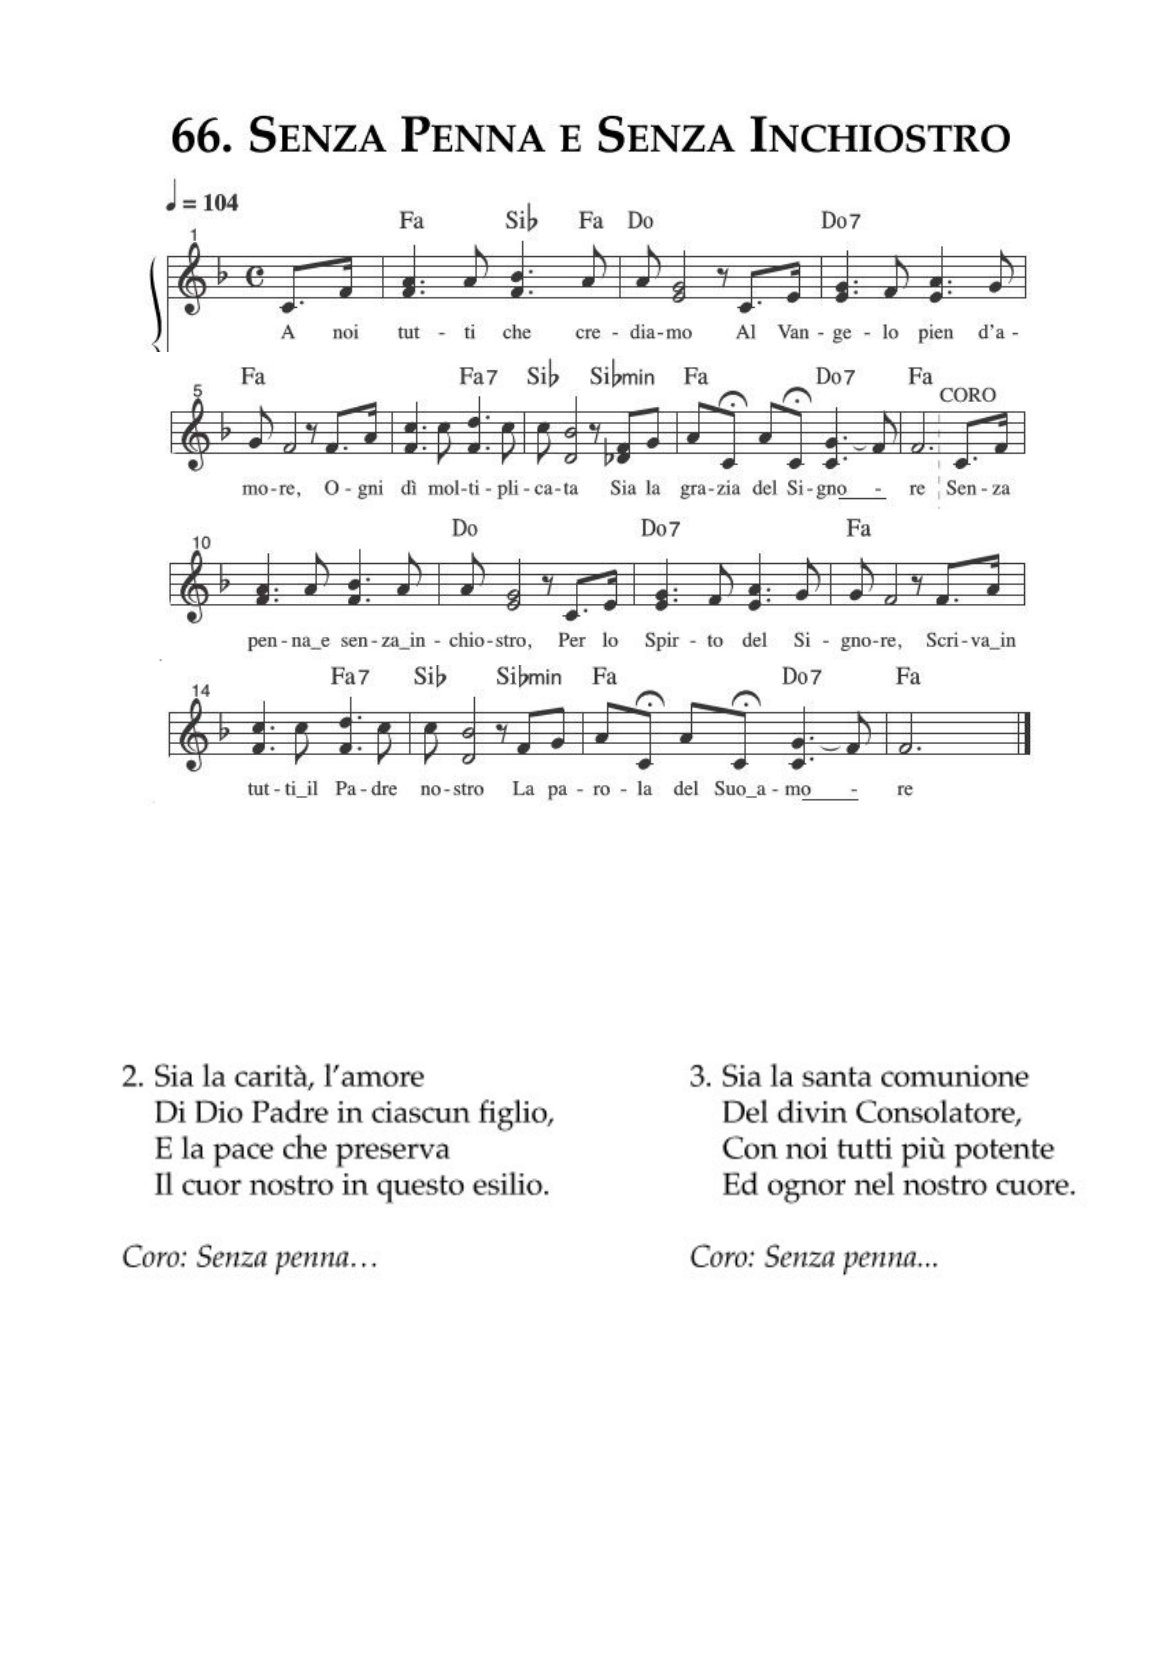 66. Senza Penna e Senza Inchiostro
= 104
Fa Si♭ Fa Do Do7
1
A noi tut - ti che cre - dia - mo Al Van - ge - lo pien d'a -
Fa Fa7 Si♭ Si♭min Fa Do7 Fa
5 CORO
mo - re, O - gni dì mol - ti - pli - ca - ta Sia la gra - zia del Si - gno - re Sen - za
Do Do7 Fa
10
pen - na_e sen - za_in - chio - stro, Per lo Spir - to del Si - gno - re, Scri - va_in
Fa7 Si♭ Si♭min Fa Do7 Fa
14
tut - ti_il Pa - dre no - stro La pa - ro - la del Suo_a - mo - re
2. Sia la carità, l'amore
Di Dio Padre in ciascun figlio,
E la pace che preserva
Il cuor nostro in questo esilio.
Coro: Senza penna…
3. Sia la santa comunione
Del divin Consolatore,
Con noi tutti più potente
Ed ognor nel nostro cuore.
Coro: Senza penna...